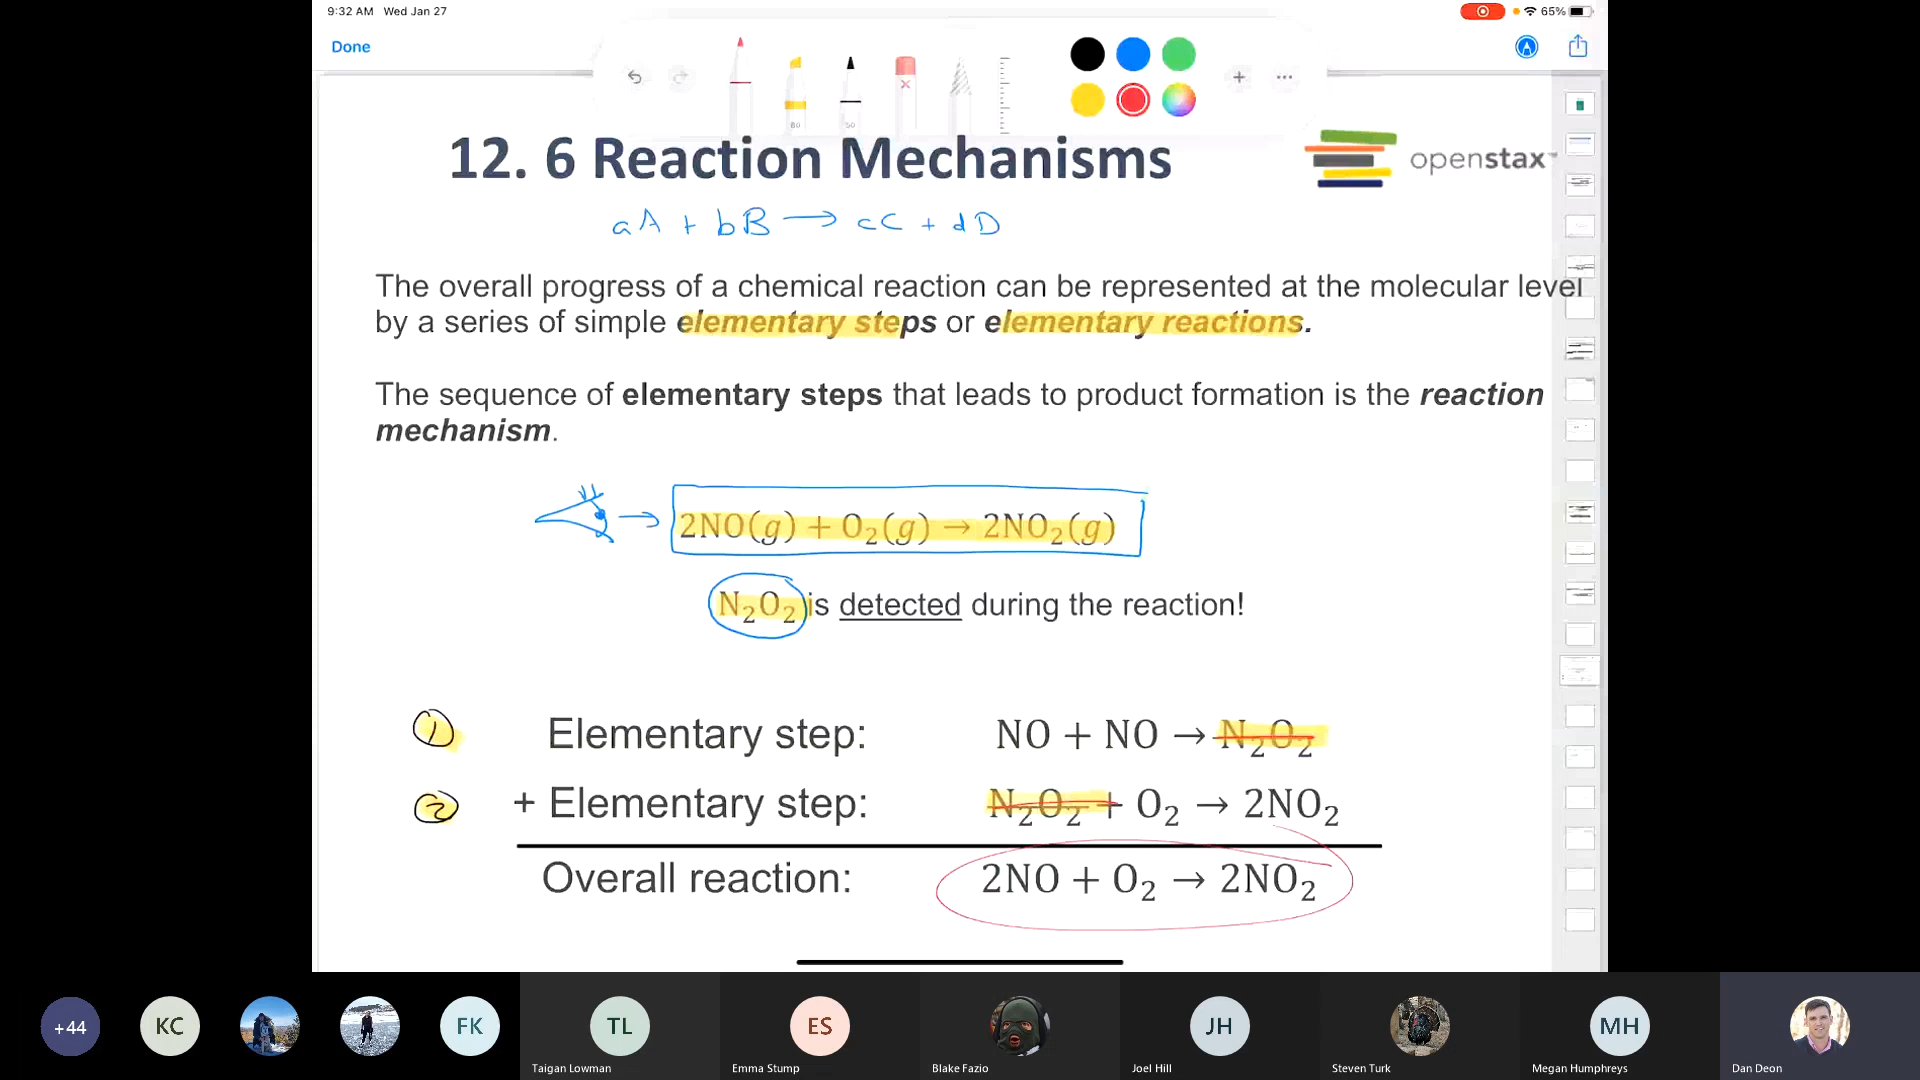 9:32 AM Wed Jan 27
65%
Done
80
50
12. 6 Reaction Mechanisms
openstax™
aA + bB → cC + dD
The overall progress of a chemical reaction can be represented at the molecular level
by a series of simple elementary steps or elementary reactions.
The sequence of elementary steps that leads to product formation is the reaction
mechanism.
→ 2NO(g) + O₂(g) → 2NO₂(g)
N₂O₂ is detected during the reaction!
1 Elementary step: NO + NO → N₂O₂
2 + Elementary step: N₂O₂ + O₂ → 2NO₂
Overall reaction: 2NO + O₂ → 2NO₂
+44 KC FK TL ES JH MH
Taigan Lowman Emma Stump Blake Fazio Joel Hill Steven Turk Megan Humphreys Dan Deon